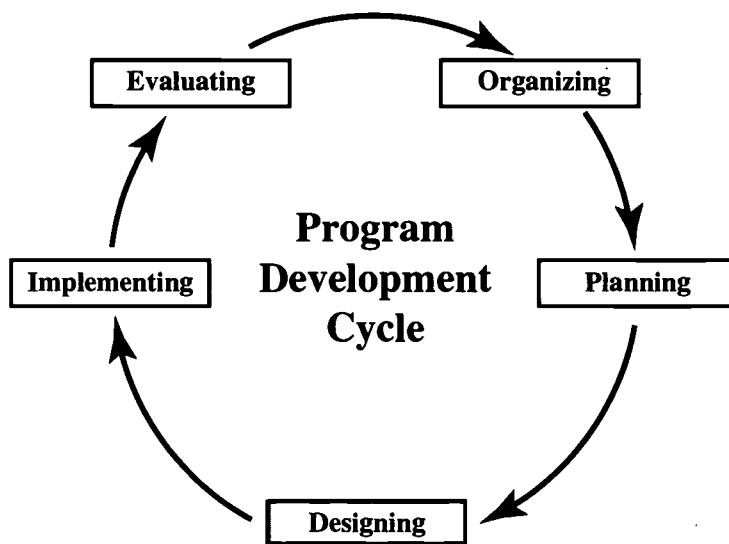 Evaluating
Organizing
Program
Development
Cycle
Implementing
Planning
Designing